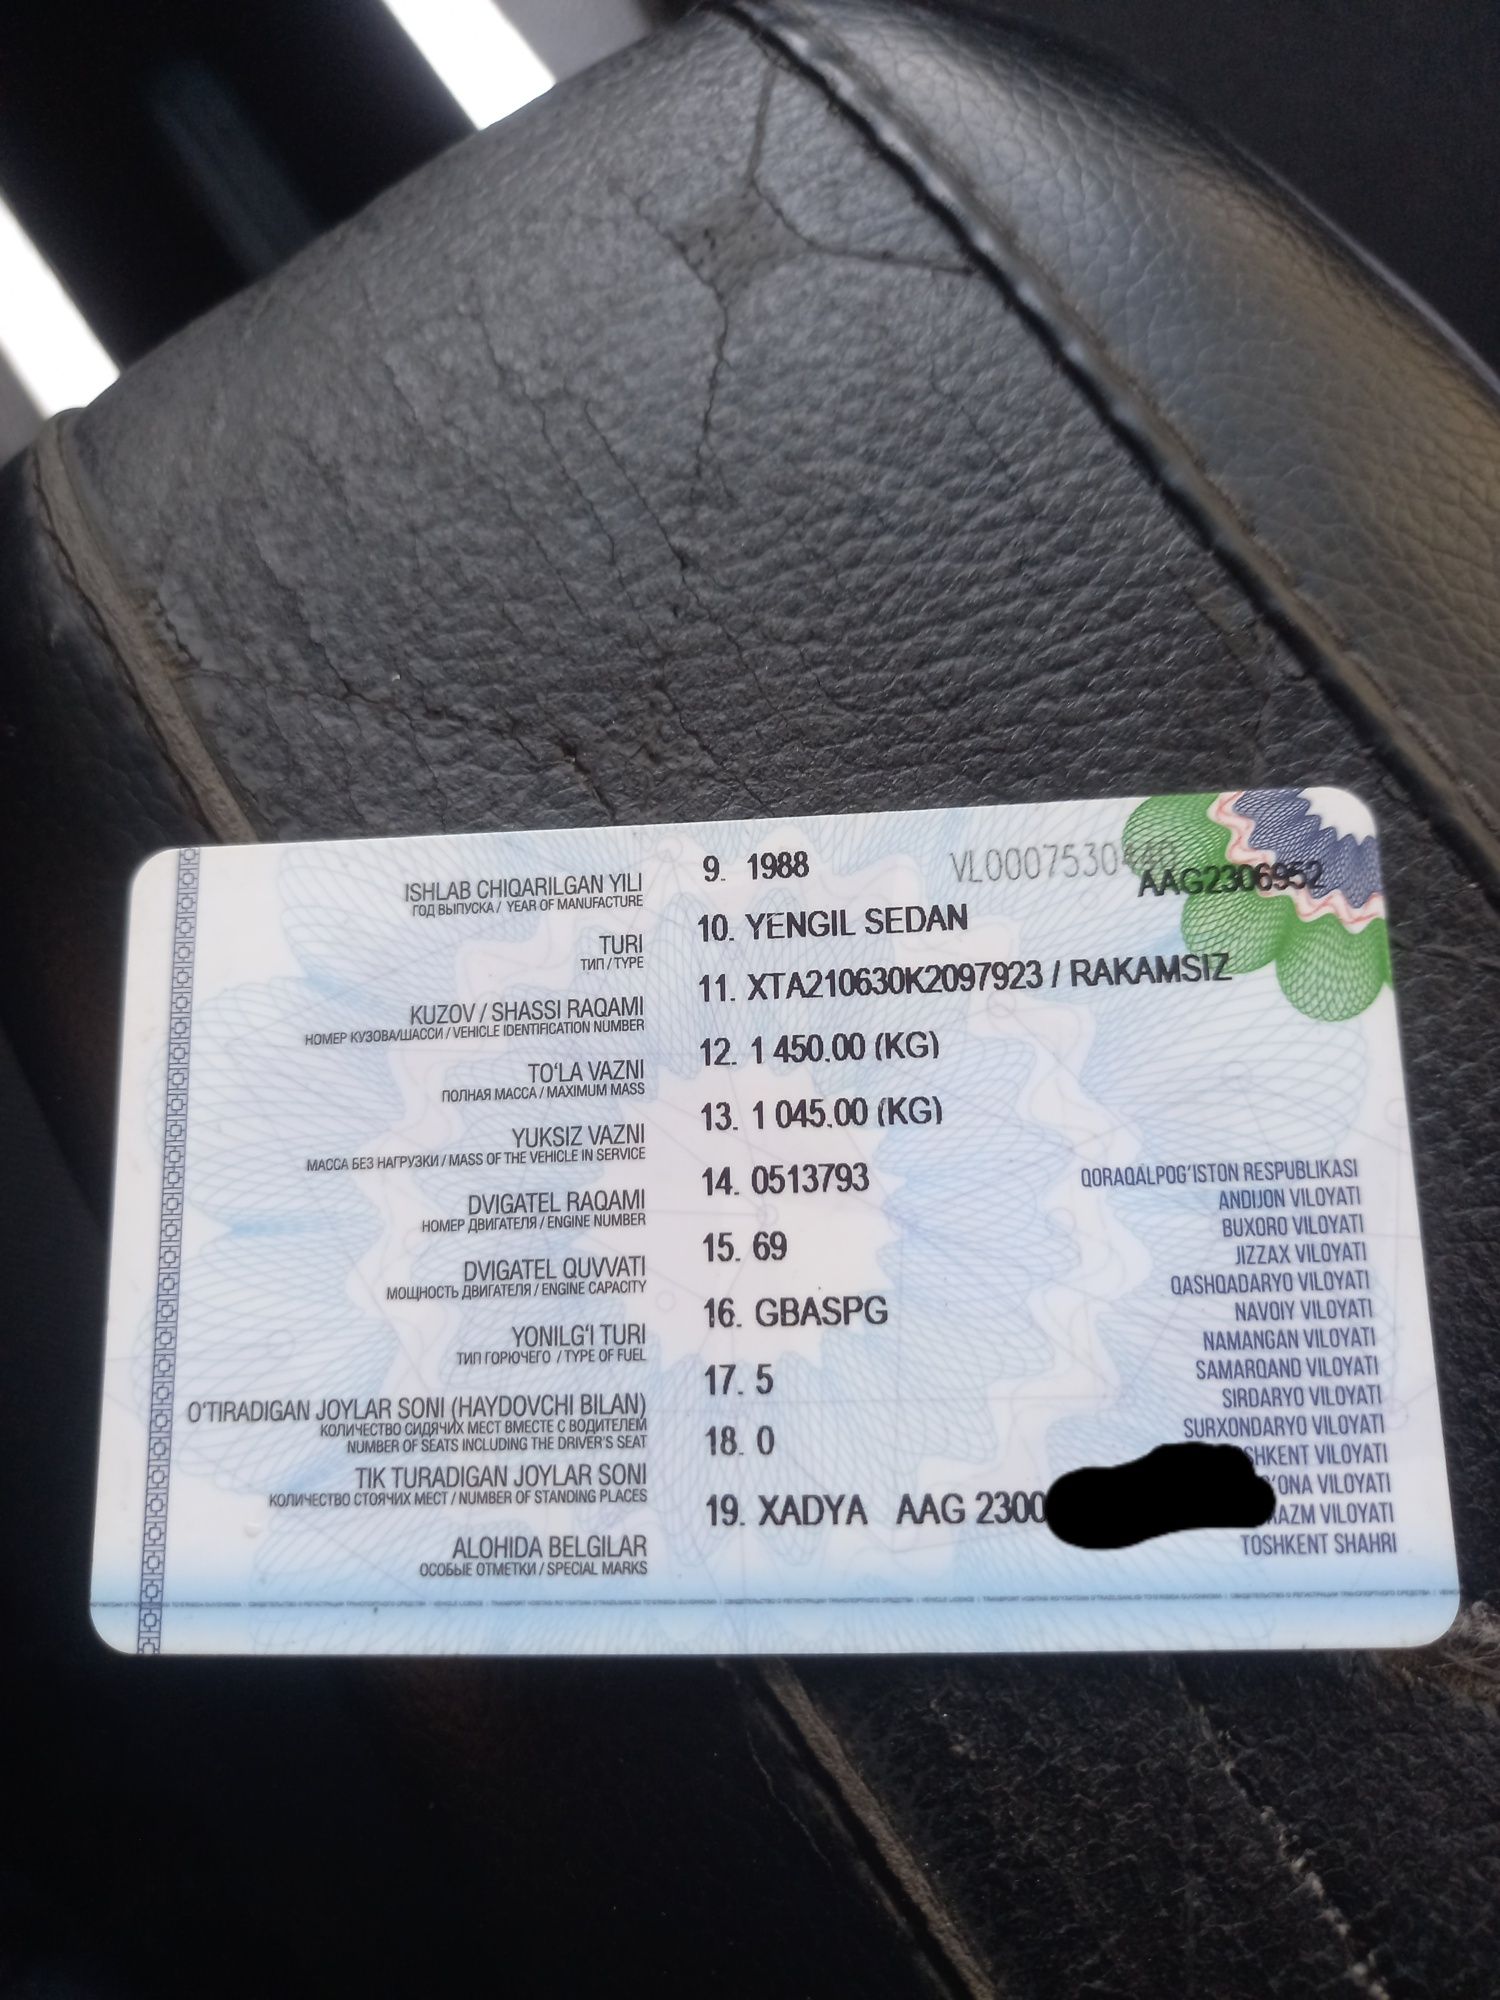 ISHLAB CHIQARILGAN YILI
ГОД ВЫПУСКА / YEAR OF MANUFACTURE
9. 1988
VL0007530
AAG2306952
TURI
ТИП / TYPE
10. YENGIL SEDAN
KUZOV / SHASSI RAQAMI
НОМЕР КУЗОВА/ШАССИ / VEHICLE IDENTIFICATION NUMBER
11. XTA210630K2097923 / RAKAMSIZ
TO‘LA VAZNI
ПОЛНАЯ МАССА / MAXIMUM MASS
12. 1 450.00 (KG)
YUKSIZ VAZNI
МАССА БЕЗ НАГРУЗКИ / MASS OF THE VEHICLE IN SERVICE
13. 1 045.00 (KG)
DVIGATEL RAQAMI
НОМЕР ДВИГАТЕЛЯ / ENGINE NUMBER
14. 0513793
DVIGATEL QUVVATI
МОЩНОСТЬ ДВИГАТЕЛЯ / ENGINE CAPACITY
15. 69
YONILG‘I TURI
ТИП ГОРЮЧЕГО / TYPE OF FUEL
16. GBASPG
O‘TIRADIGAN JOYLAR SONI (HAYDOVCHI BILAN)
КОЛИЧЕСТВО СИДЯЧИХ МЕСТ ВМЕСТЕ С ВОДИТЕЛЕМ
NUMBER OF SEATS INCLUDING THE DRIVER'S SEAT
17. 5
TIK TURADIGAN JOYLAR SONI
КОЛИЧЕСТВО СТОЯЧИХ МЕСТ / NUMBER OF STANDING PLACES
18. 0
ALOHIDA BELGILAR
ОСОБЫЕ ОТМЕТКИ / SPECIAL MARKS
19. XADYA AAG 2300
QORAQALPOG‘ISTON RESPUBLIKASI
ANDIJON VILOYATI
BUXORO VILOYATI
JIZZAX VILOYATI
QASHQADARYO VILOYATI
NAVOIY VILOYATI
NAMANGAN VILOYATI
SAMARQAND VILOYATI
SIRDARYO VILOYATI
SURXONDARYO VILOYATI
SHKENT VILOYATI
‘ONA VILOYATI
RAZM VILOYATI
TOSHKENT SHAHRI